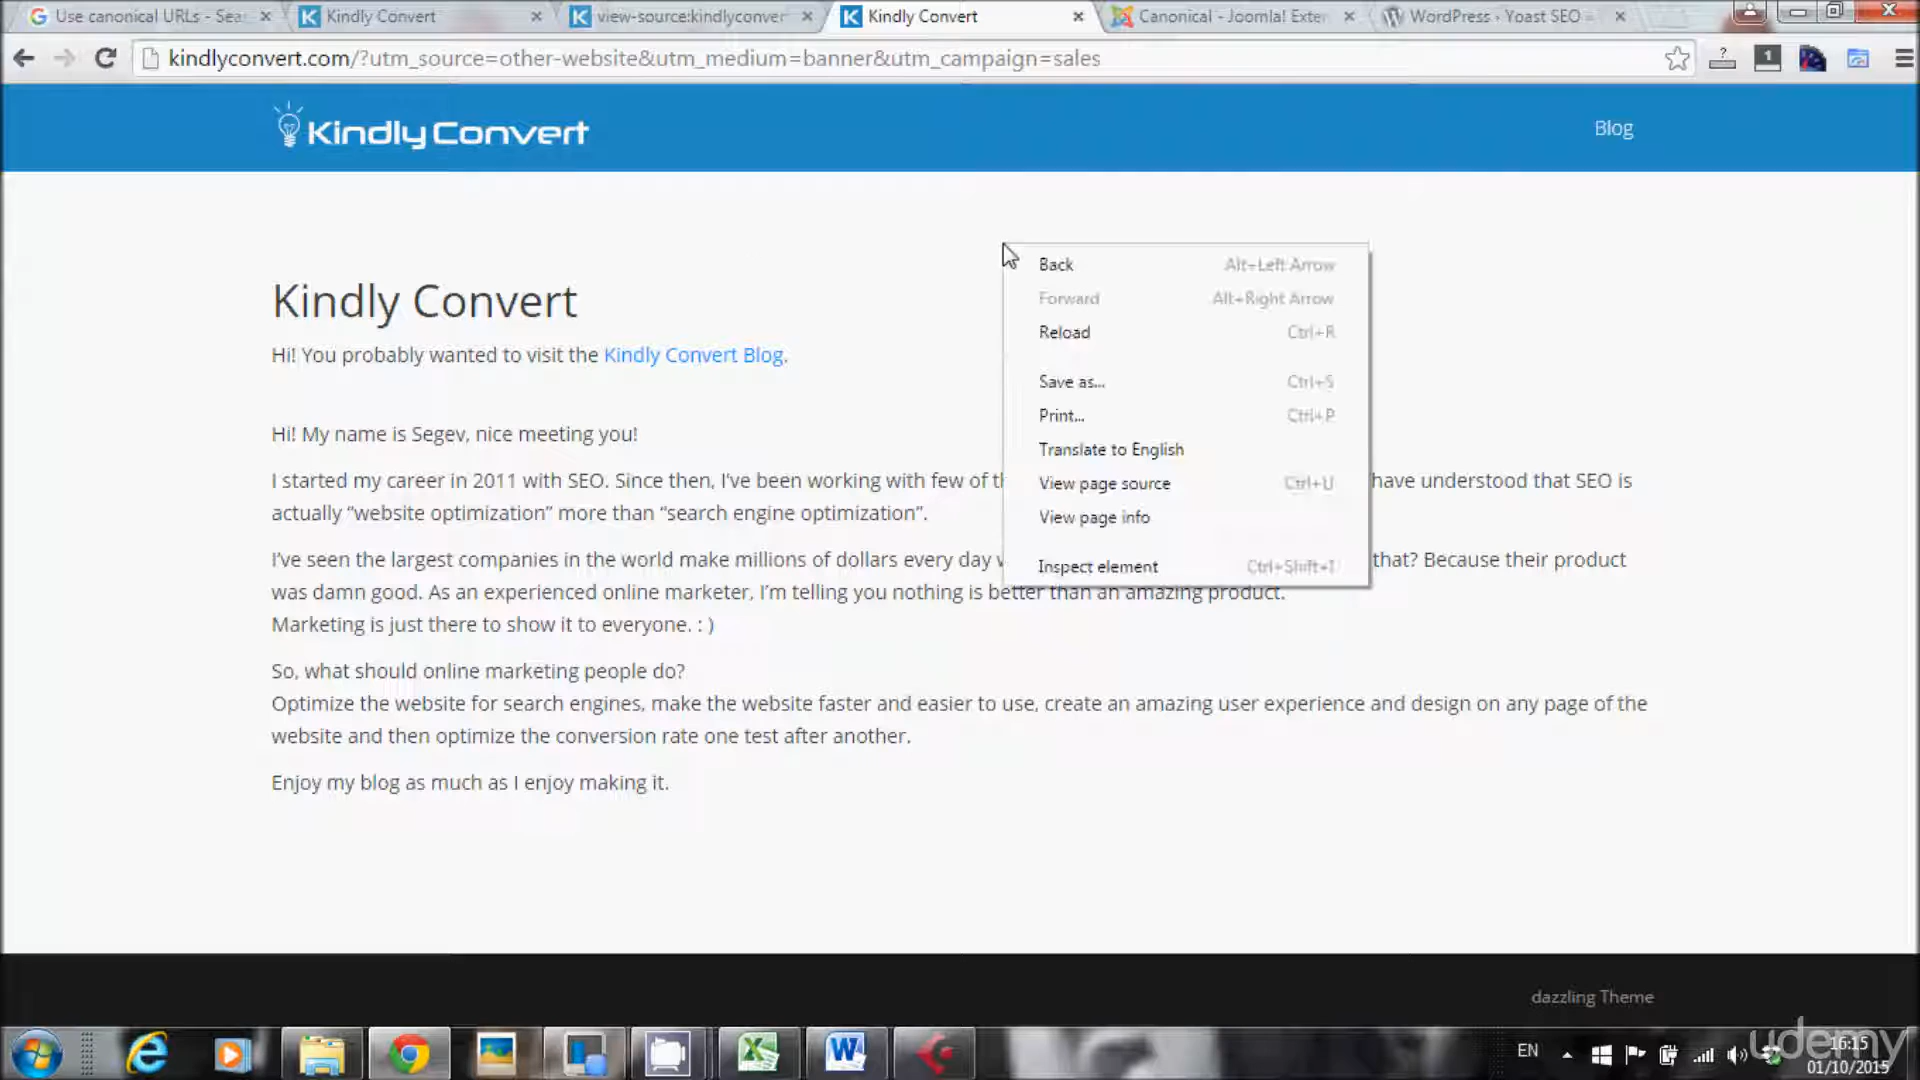 Use canonical URLs - Sea
Kindly Convert
view-source:kindlyconver
Kindly Convert
Canonical - Joomla! Exte
WordPress › Yoast SEO
kindlyconvert.com/?utm_source=other-website&utm_medium=banner&utm_campaign=sales
1
Kindly Convert
Blog
Back Alt+Left Arrow
Forward Alt+Right Arrow
Reload Ctrl+R
Save as... Ctrl+S
Print... Ctrl+P
Translate to English
View page source Ctrl+U
View page info
Inspect element Ctrl+Shift+I
Kindly Convert
Hi! You probably wanted to visit the Kindly Convert Blog.
Hi! My name is Segev, nice meeting you!
I started my career in 2011 with SEO. Since then, I've been working with few of have understood that SEO is
actually “website optimization” more than “search engine optimization”.
I've seen the largest companies in the world make millions of dollars every day that? Because their product
was damn good. As an experienced online marketer, I'm telling you nothing is better than an amazing product.
Marketing is just there to show it to everyone. : )
So, what should online marketing people do?
Optimize the website for search engines, make the website faster and easier to use, create an amazing user experience and design on any page of the
website and then optimize the conversion rate one test after another.
Enjoy my blog as much as I enjoy making it.
dazzling Theme
EN
16:15
01/10/2015
udemy